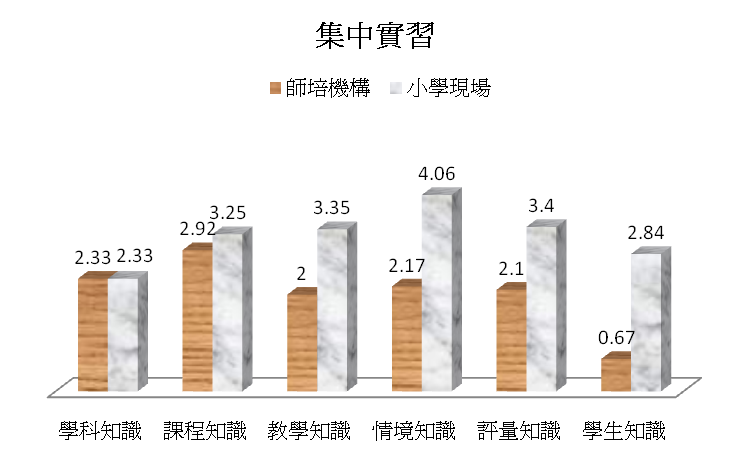 集中實習
師培機構 小學現場
2.33 2.33 2.92 3.25 2 3.35 2.17 4.06 2.1 3.4 0.67 2.84
學科知識 課程知識 教學知識 情境知識 評量知識 學生知識